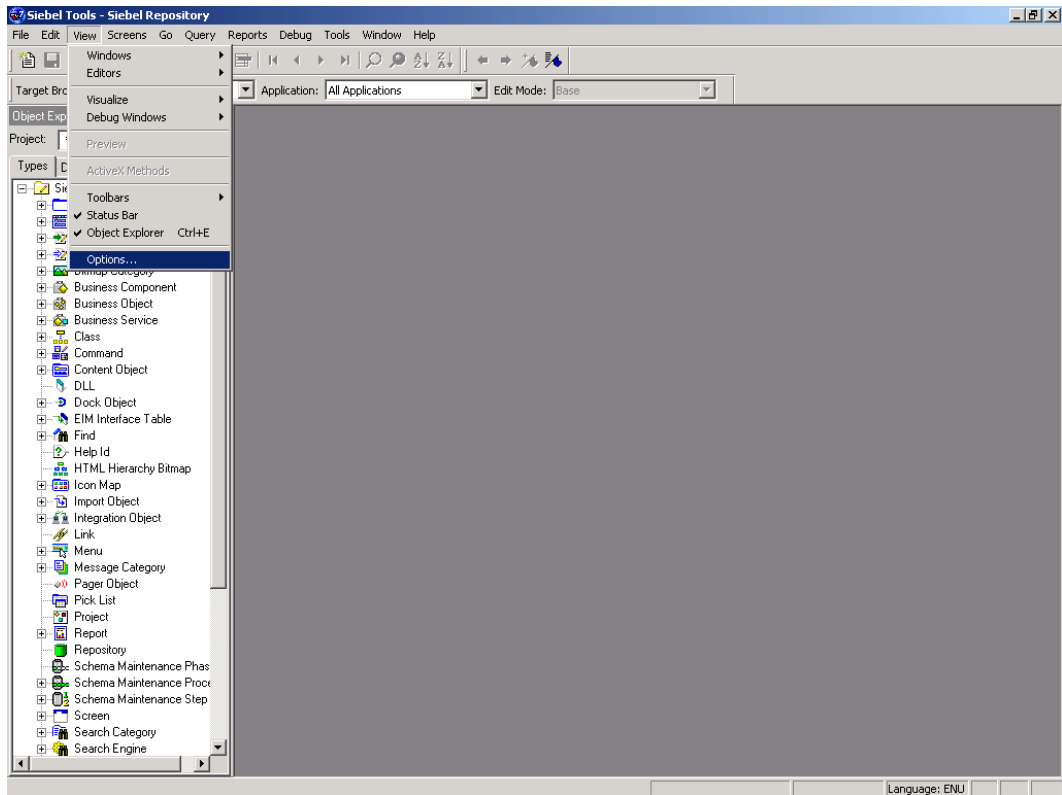 Siebel Tools - Siebel Repository
File Edit View Screens Go Query Reports Debug Tools Window Help
Windows
Editors
Target Bro Application: All Applications Edit Mode: Base
Visualize
Object Exp Debug Windows
Project:
Preview
Types D
ActiveX Methods
Sie
Toolbars
Status Bar
Object Explorer Ctrl+E
Options...
Bitmap Category
Business Component
Business Object
Business Service
Class
Command
Content Object
DLL
Dock Object
EIM Interface Table
Find
Help Id
HTML Hierarchy Bitmap
Icon Map
Import Object
Integration Object
Link
Menu
Message Category
Pager Object
Pick List
Project
Report
Repository
Schema Maintenance Phas
Schema Maintenance Proce
Schema Maintenance Step
Screen
Search Category
Search Engine
Language: ENU